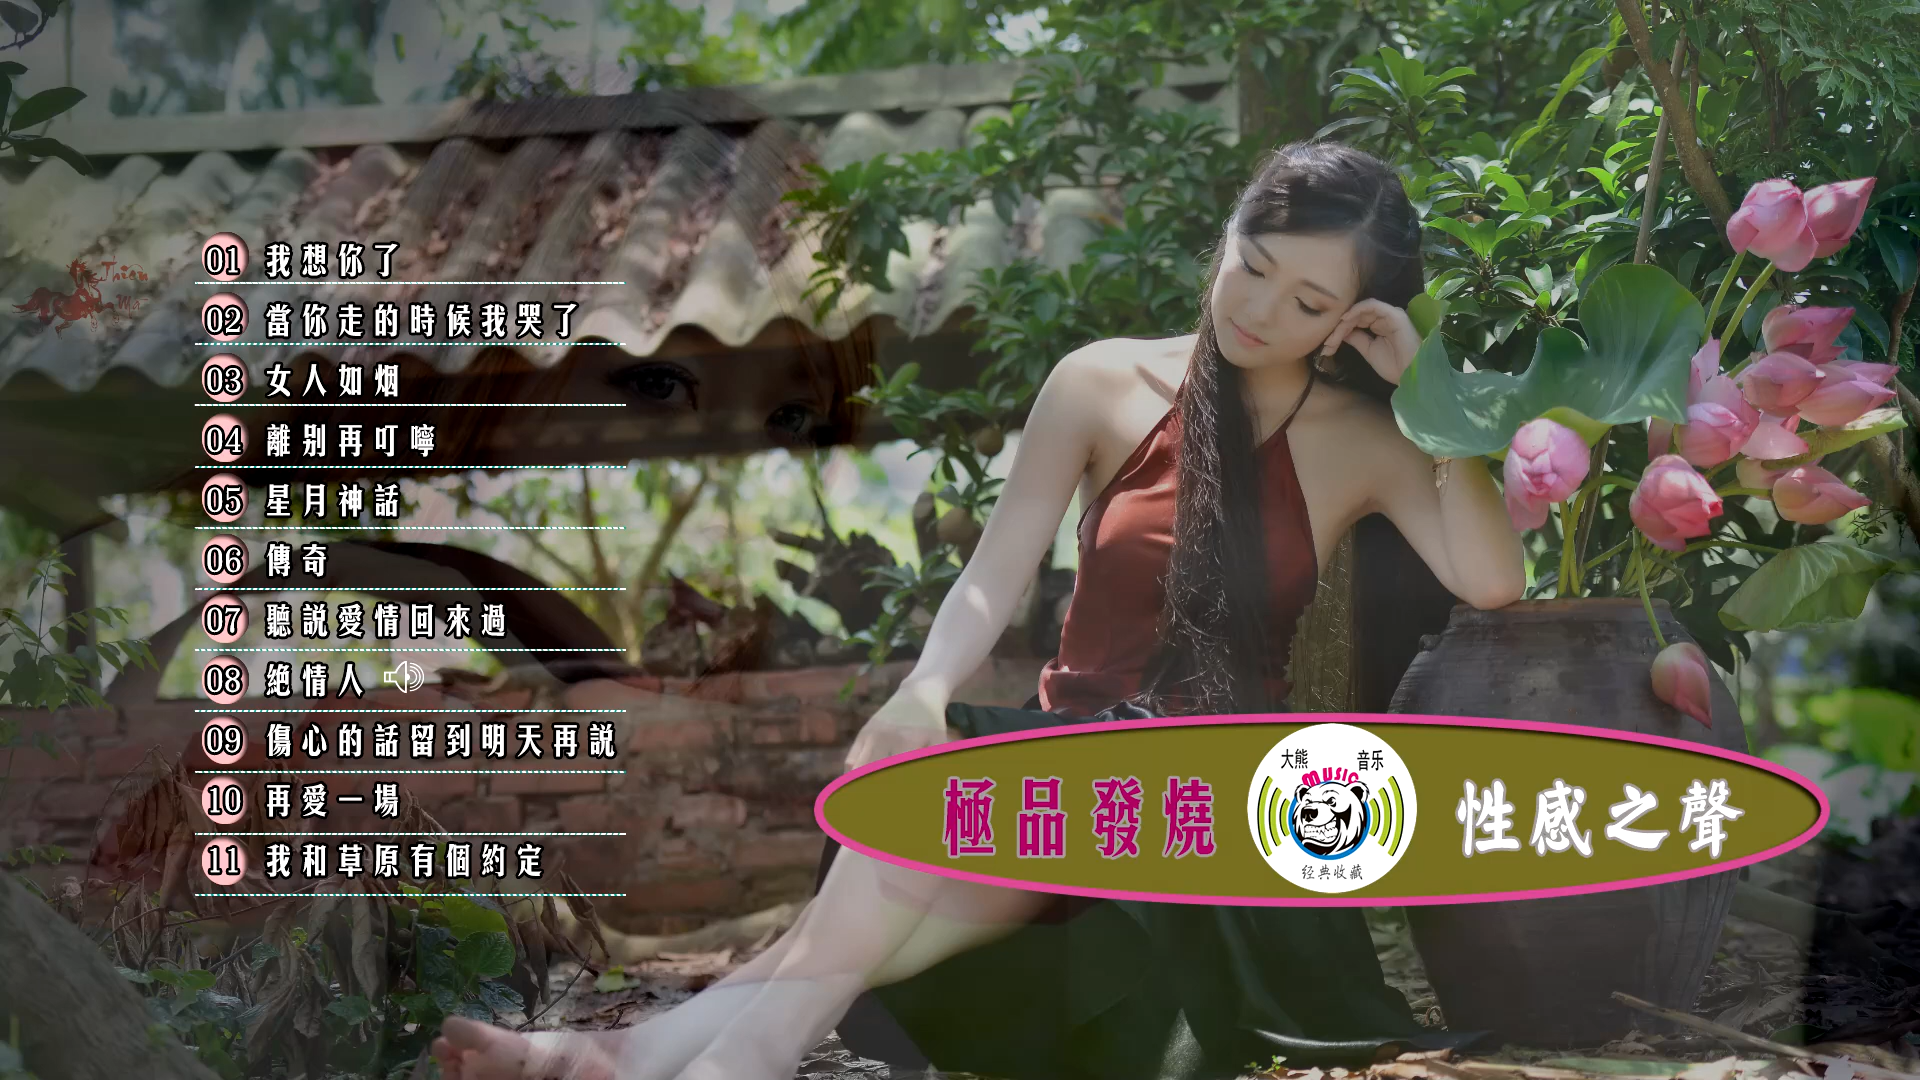 01 我想你了
02 當你走的時候我哭了
03 女人如烟
04 離别再叮嚀
05 星月神話
06 傳奇
07 聽説愛情回來過
08 絶情人
09 傷心的話留到明天再説
10 再愛一場
11 我和草原有個約定
Thiên
Mã
極品發燒
大熊 音乐
MUSIC
经典收藏
性感之聲